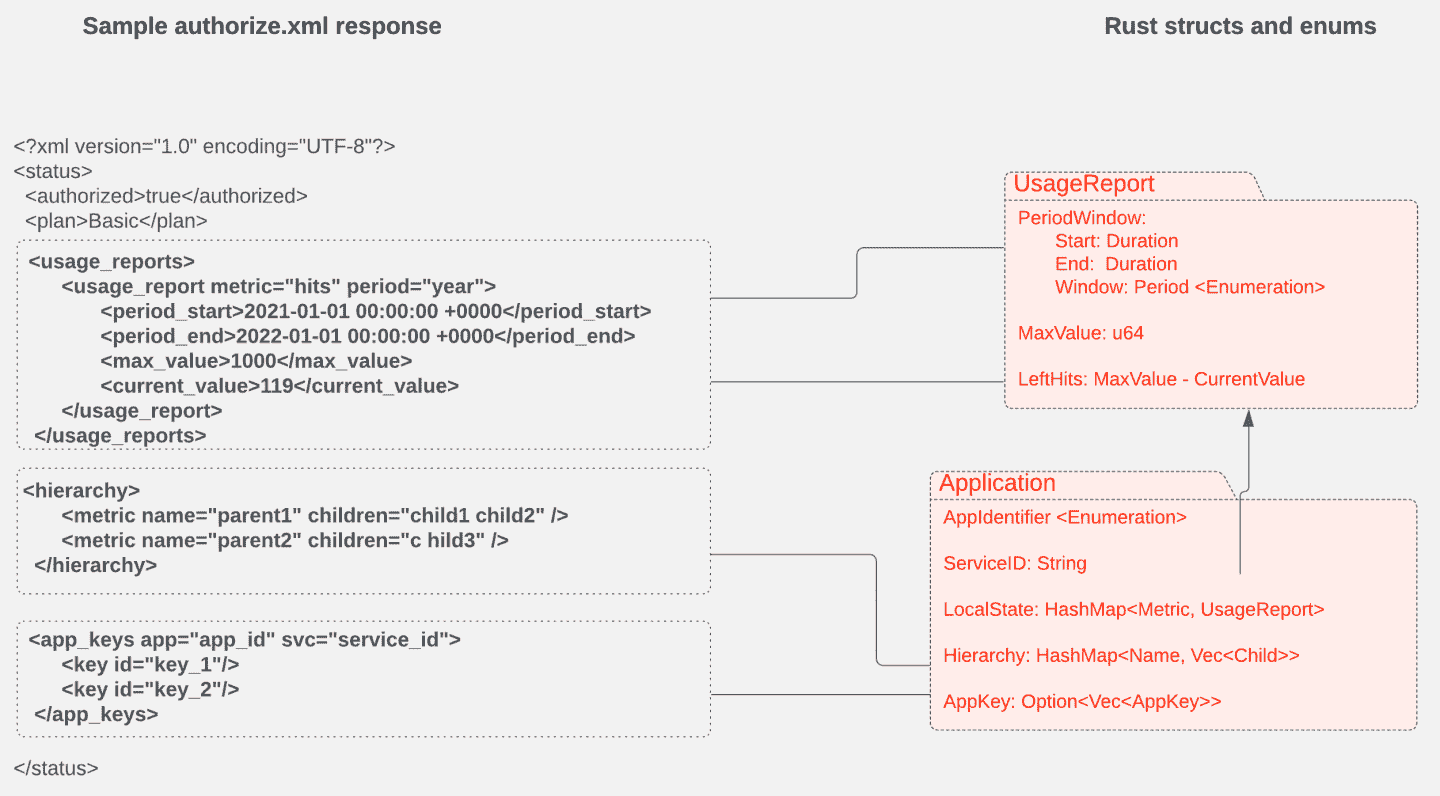 Sample authorize.xml response
Rust structs and enums
<?xml version="1.0" encoding="UTF-8"?>
<status>
<authorized>true</authorized>
<plan>Basic</plan>
<usage_reports>
<usage_report metric="hits" period="year">
<period_start>2021-01-01 00:00:00 +0000</period_start>
<period_end>2022-01-01 00:00:00 +0000</period_end>
<max_value>1000</max_value>
<current_value>119</current_value>
</usage_report>
</usage_reports>
<hierarchy>
<metric name="parent1" children="child1 child2" />
<metric name="parent2" children="c hild3" />
</hierarchy>
<app_keys app="app_id" svc="service_id">
<key id="key_1"/>
<key id="key_2"/>
</app_keys>
</status>
UsageReport
PeriodWindow:
Start: Duration
End: Duration
Window: Period <Enumeration>
MaxValue: u64
LeftHits: MaxValue - CurrentValue
Application
AppIdentifier <Enumeration>
ServiceID: String
LocalState: HashMap<Metric, UsageReport>
Hierarchy: HashMap<Name, Vec<Child>>
AppKey: Option<Vec<AppKey>>